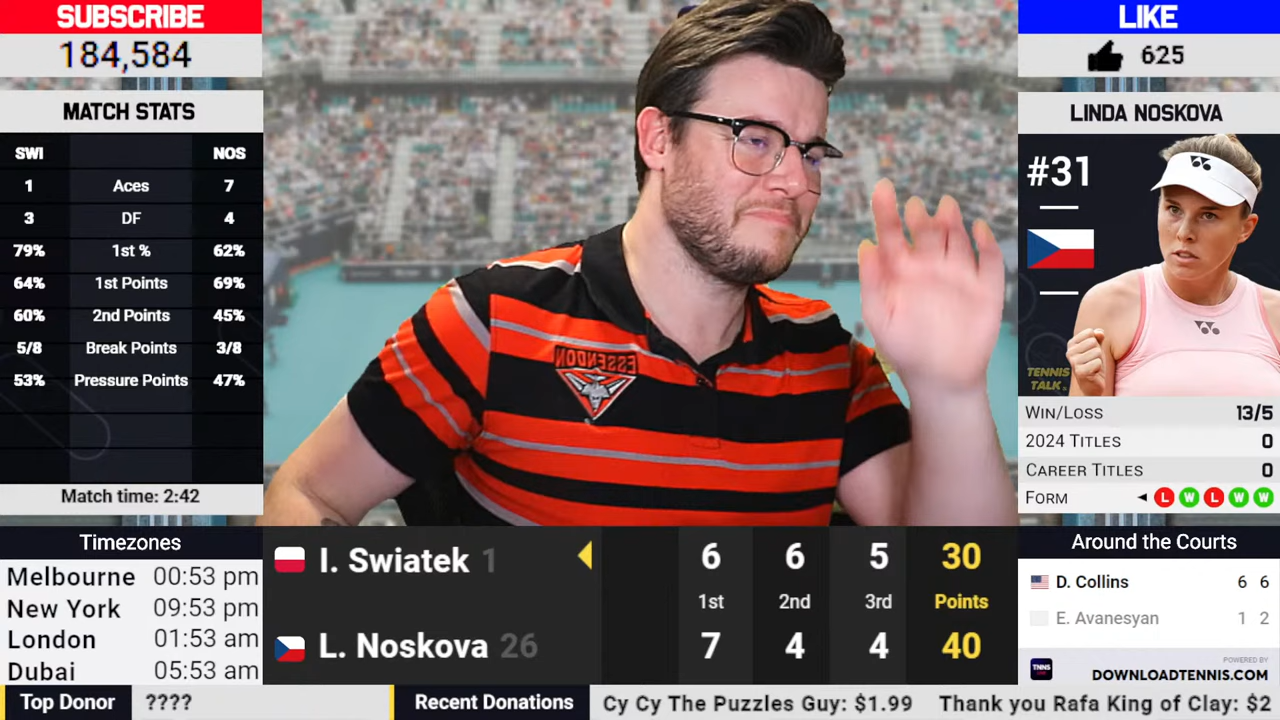 SUBSCRIBE
184,584
MATCH STATS
SWI NOS
1 Aces 7
3 DF 4
79% 1st % 62%
64% 1st Points 69%
60% 2nd Points 45%
5/8 Break Points 3/8
53% Pressure Points 47%
Match time: 2:42
Timezones
Melbourne 00:53 pm
New York 09:53 pm
London 01:53 am
Dubai 05:53 am
ESSENDON
I. Swiatek 1 6 6 5 30
1st 2nd 3rd Points
L. Noskova 26 7 4 4 40
LIKE
625
LINDA NOSKOVA
#31
TENNIS
TALK
WIN/LOSS 13/5
2024 TITLES 0
CAREER TITLES 0
FORM L W L W W
Around the Courts
D. Collins 6 6
E. Avanesyan 1 2
TNNS
POWERED BY
DOWNLOADTENNIS.COM
Top Donor ???? Recent Donations Cy Cy The Puzzles Guy: $1.99 Thank you Rafa King of Clay: $2